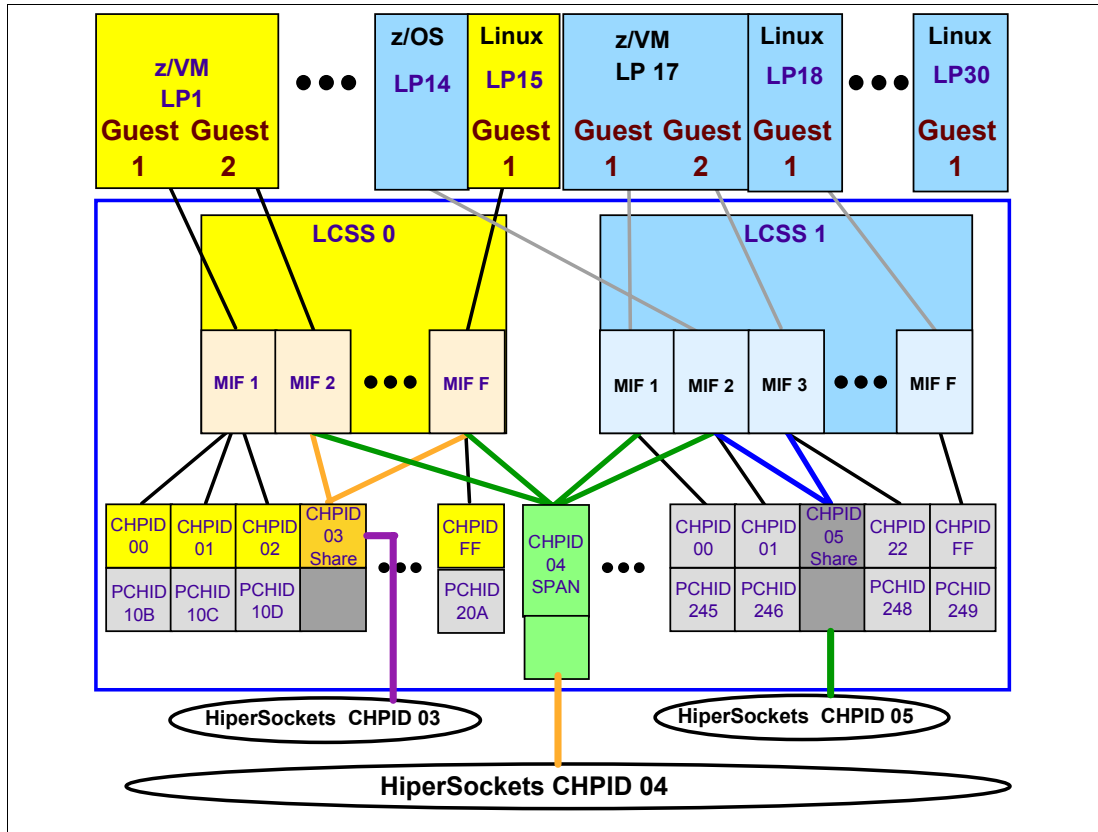 z/VM
LP1
Guest Guest
1 2
z/OS
LP14
Linux
LP15
Guest
1
z/VM
LP 17
Guest Guest
1 2
Linux
LP18
Guest
1
Linux
LP30
Guest
1
LCSS 0
LCSS 1
MIF 1
MIF 2
MIF F
MIF 1
MIF 2
MIF 3
MIF F
CHPID
00
CHPID
01
CHPID
02
CHPID
03
Share
CHPID
FF
CHPID
04
SPAN
CHPID
00
CHPID
01
CHPID
05
Share
CHPID
22
CHPID
FF
PCHID
10B
PCHID
10C
PCHID
10D
PCHID
20A
PCHID
245
PCHID
246
PCHID
248
PCHID
249
HiperSockets CHPID 03
HiperSockets CHPID 05
HiperSockets CHPID 04